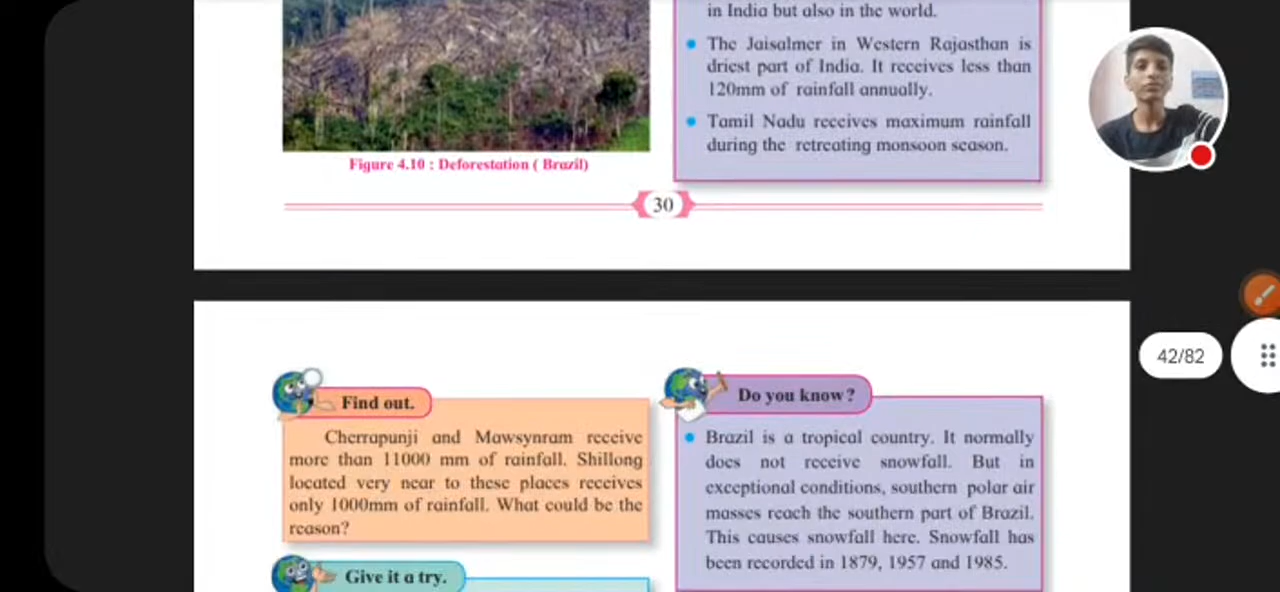 in India but also in the world.
The Jaisalmer in Western Rajasthan is
driest part of India. It receives less than
120mm of rainfall annually.
Tamil Nadu receives maximum rainfall
during the retreating monsoon season.
Figure 4.10 : Deforestation ( Brazil)
30
42/82
Find out.
Cherrapunji and Mawsynram receive
more than 11000 mm of rainfall. Shillong
located very near to these places receives
only 1000mm of rainfall. What could be the
reason?
Give it a try.
Do you know?
Brazil is a tropical country. It normally
does not receive snowfall. But in
exceptional conditions, southern polar air
masses reach the southern part of Brazil.
This causes snowfall here. Snowfall has
been recorded in 1879, 1957 and 1985.